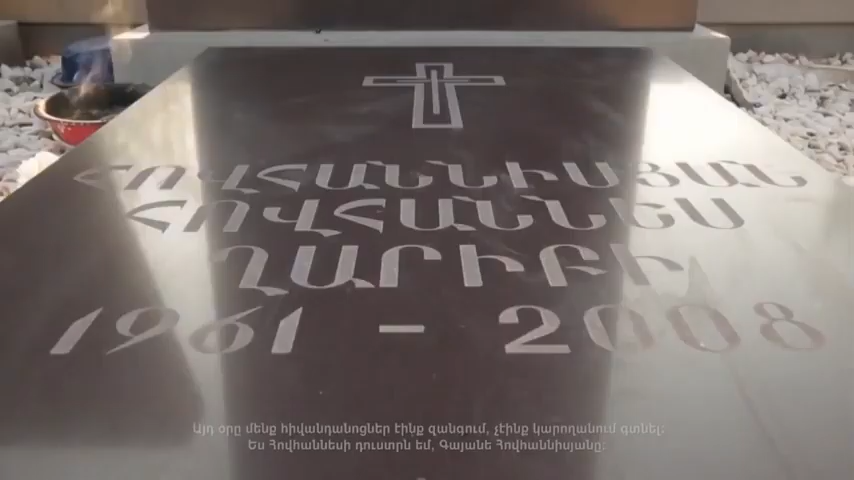 ՀՈՎՀԱՆՆԻՍՅԱՆ
ՀՈՎՀԱՆՆԵՍ
ՂԱՐԻԲԻ
1961 - 2008
Այդ օրը մենք հիվանդանոցներ էինք զանգում, չէինք կարողանում գտնել:
Ես Հովհաննեսի դուստրն եմ, Գայանե Հովհաննիսյանը: